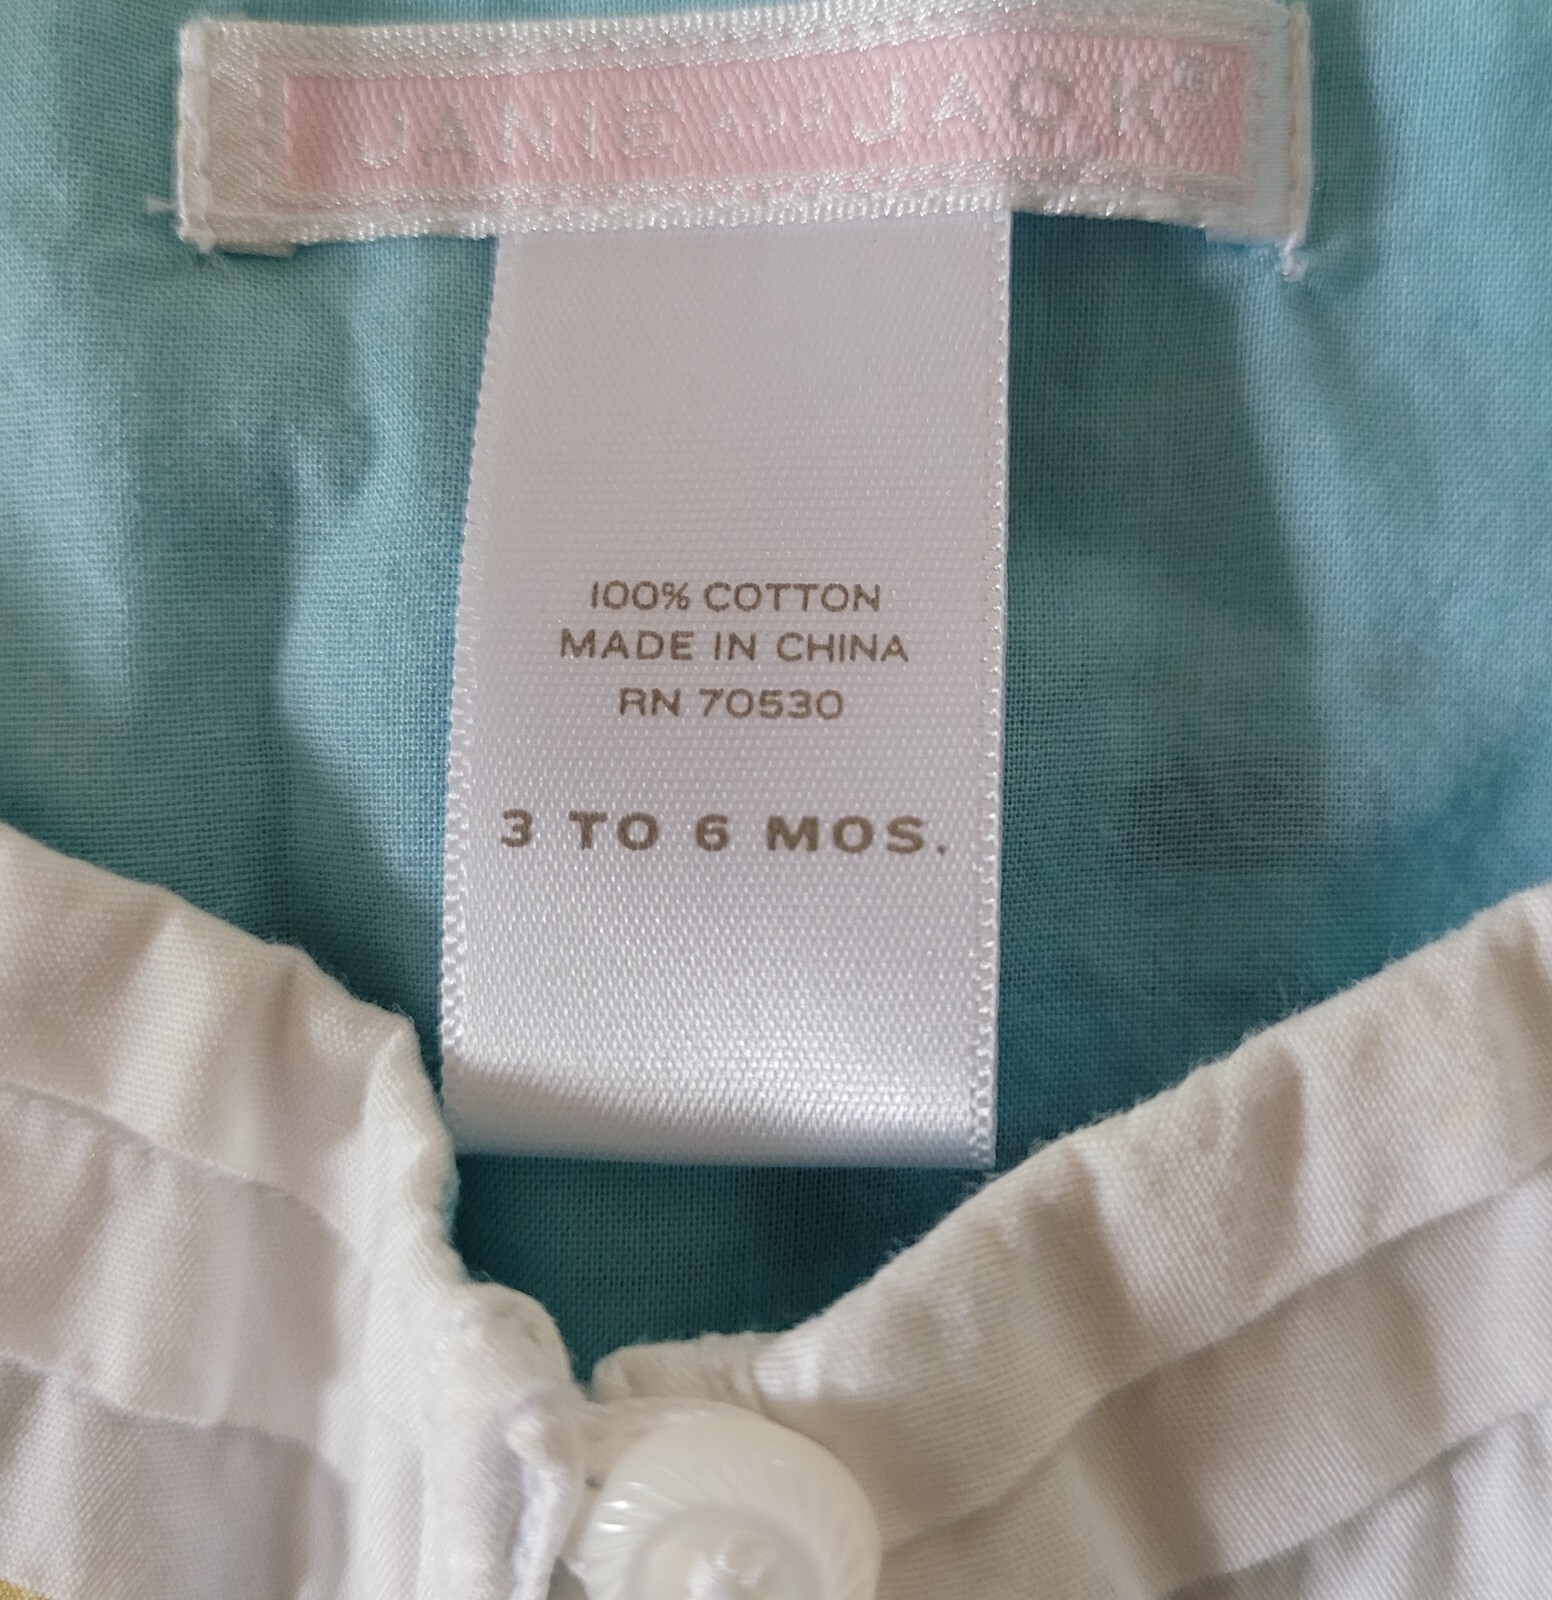 JANIE AND JACK®
100% COTTON
MADE IN CHINA
RN 70530
3 TO 6 MOS.